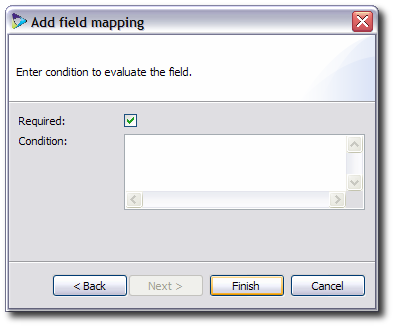 Add field mapping
Enter condition to evaluate the field.
Required:
Condition:
< Back Next > Finish Cancel